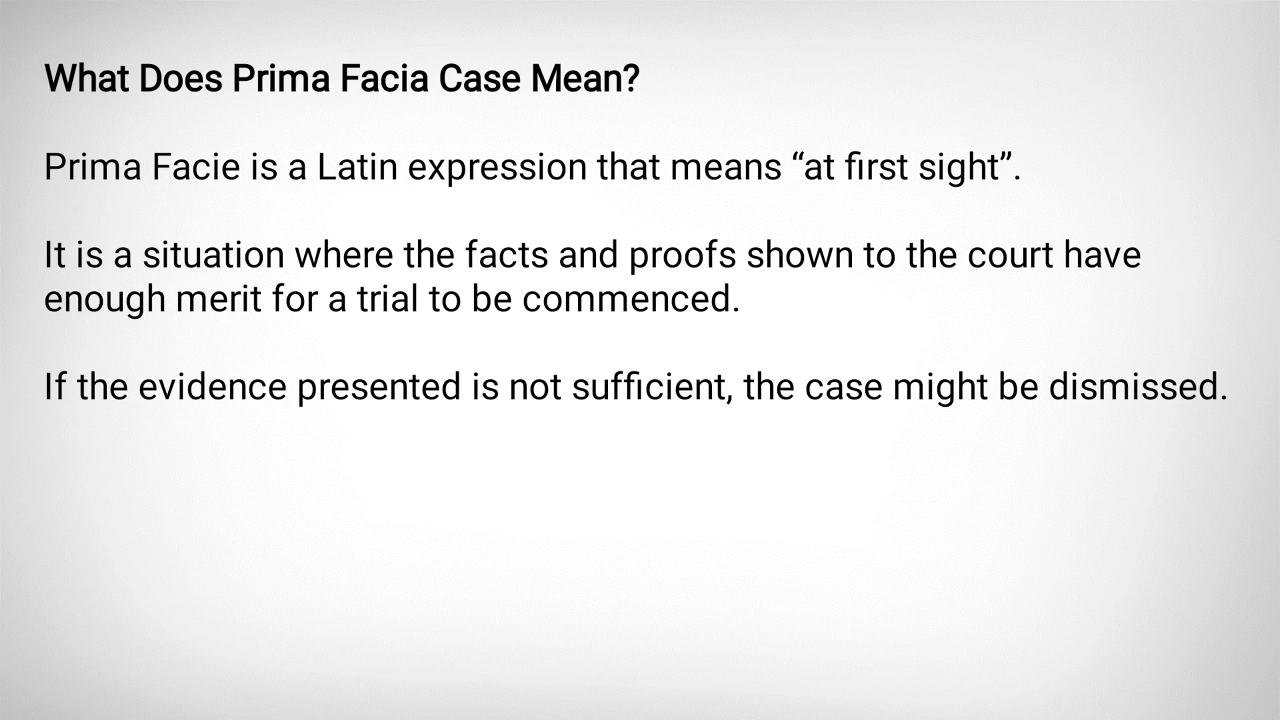 What Does Prima Facia Case Mean?
Prima Facie is a Latin expression that means “at first sight”.
It is a situation where the facts and proofs shown to the court have
enough merit for a trial to be commenced.
If the evidence presented is not sufficient, the case might be dismissed.